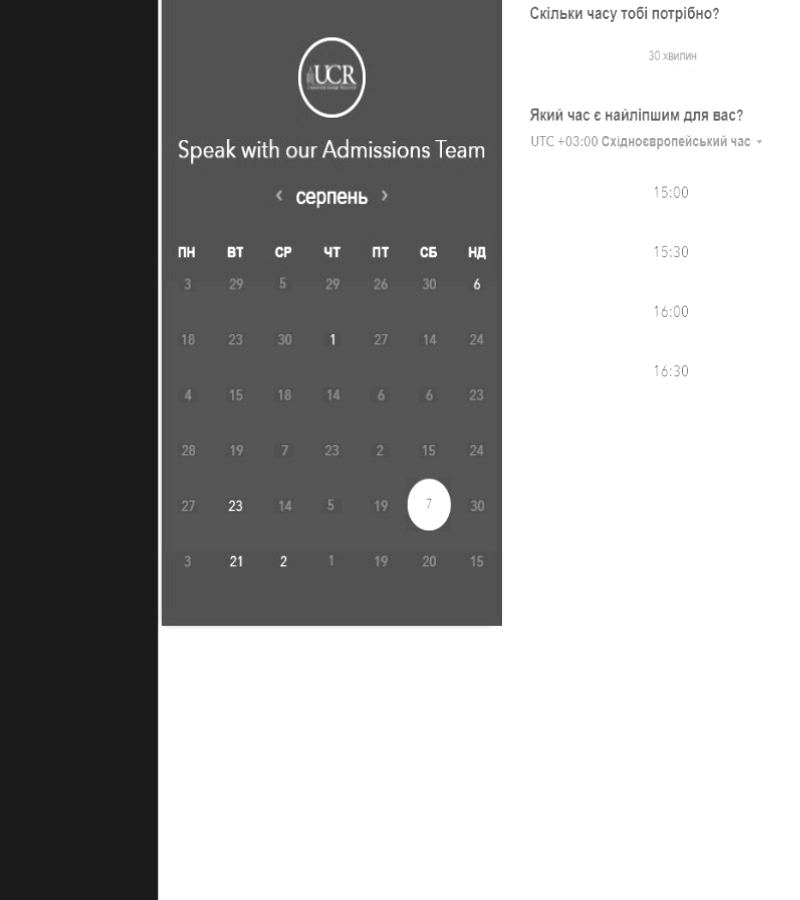 UCR
Speak with our Admissions Team
‹ серпень ›
ПН ВТ СР ЧТ ПТ СБ НД
3 29 5 29 26 30 6
18 23 30 1 27 14 24
4 15 18 14 6 6 23
28 19 7 23 2 15 24
27 23 14 5 19 7 30
3 21 2 1 19 20 15
Скільки часу тобі потрібно?
30 хвилин
Який час є найліпшим для вас?
UTC +03:00 Східноєвропейський час
15:00
15:30
16:00
16:30